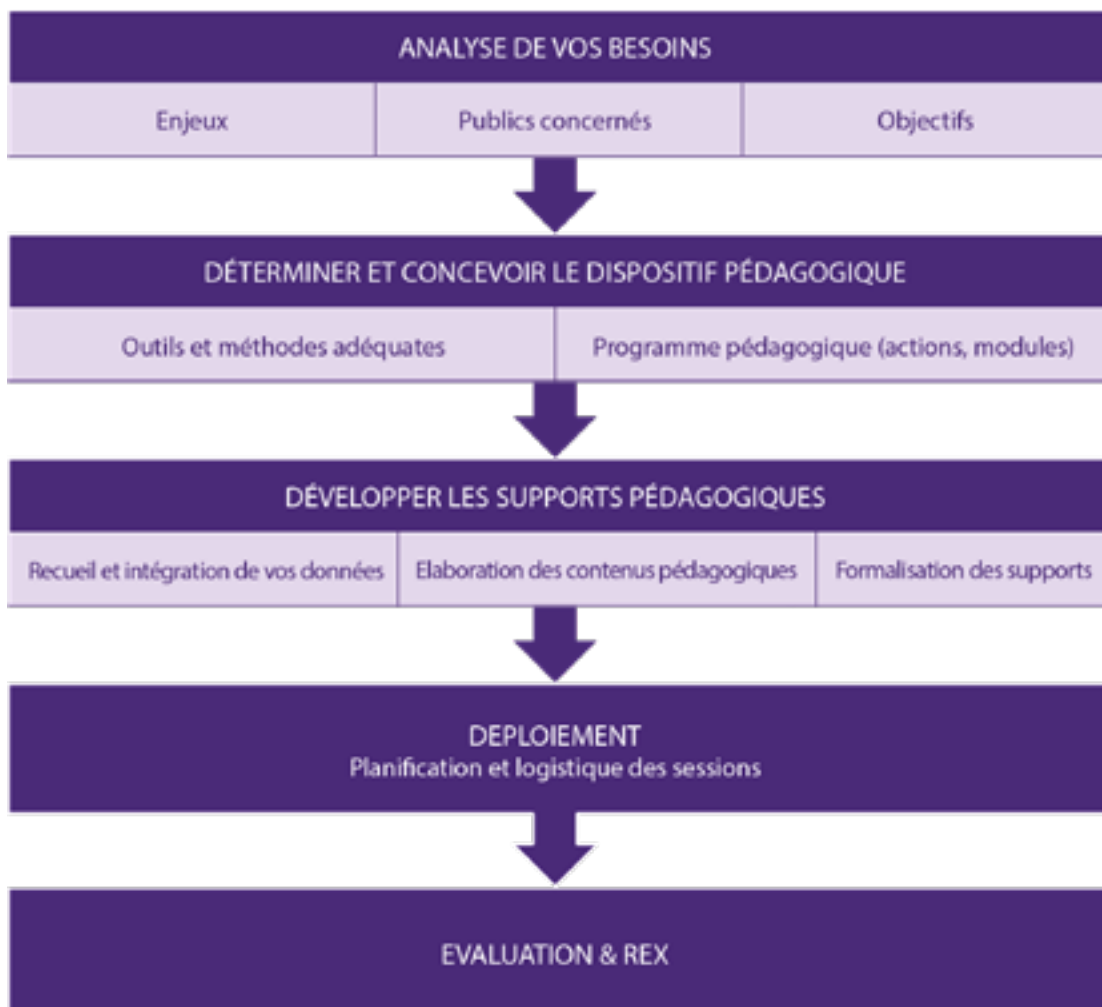 ANALYSE DE VOS BESOINS
Enjeux
Publics concernés
Objectifs
DÉTERMINER ET CONCEVOIR LE DISPOSITIF PÉDAGOGIQUE
Outils et méthodes adéquates
Programme pédagogique (actions, modules)
DÉVELOPPER LES SUPPORTS PÉDAGOGIQUES
Recueil et intégration de vos données
Elaboration des contenus pédagogiques
Formalisation des supports
DEPLOIEMENT
Planification et logistique des sessions
EVALUATION & REX